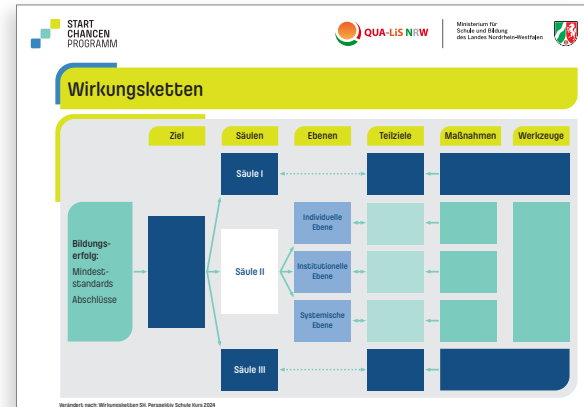 START
CHANCEN
PROGRAMM
QUA-LiS NRW
Ministerium für
Schule und Bildung
des Landes Nordrhein-Westfalen
Wirkungsketten
Ziel
Säulen
Ebenen
Teilziele
Maßnahmen
Werkzeuge
Säule I
Bildungs-
erfolg:
Mindest-
standards
Abschlüsse
Säule II
Individuelle
Ebene
Institutionelle
Ebene
Systemische
Ebene
Säule III
Verändert nach: Wirkungsketten SH, Perspektiv Schule Kurs 2024